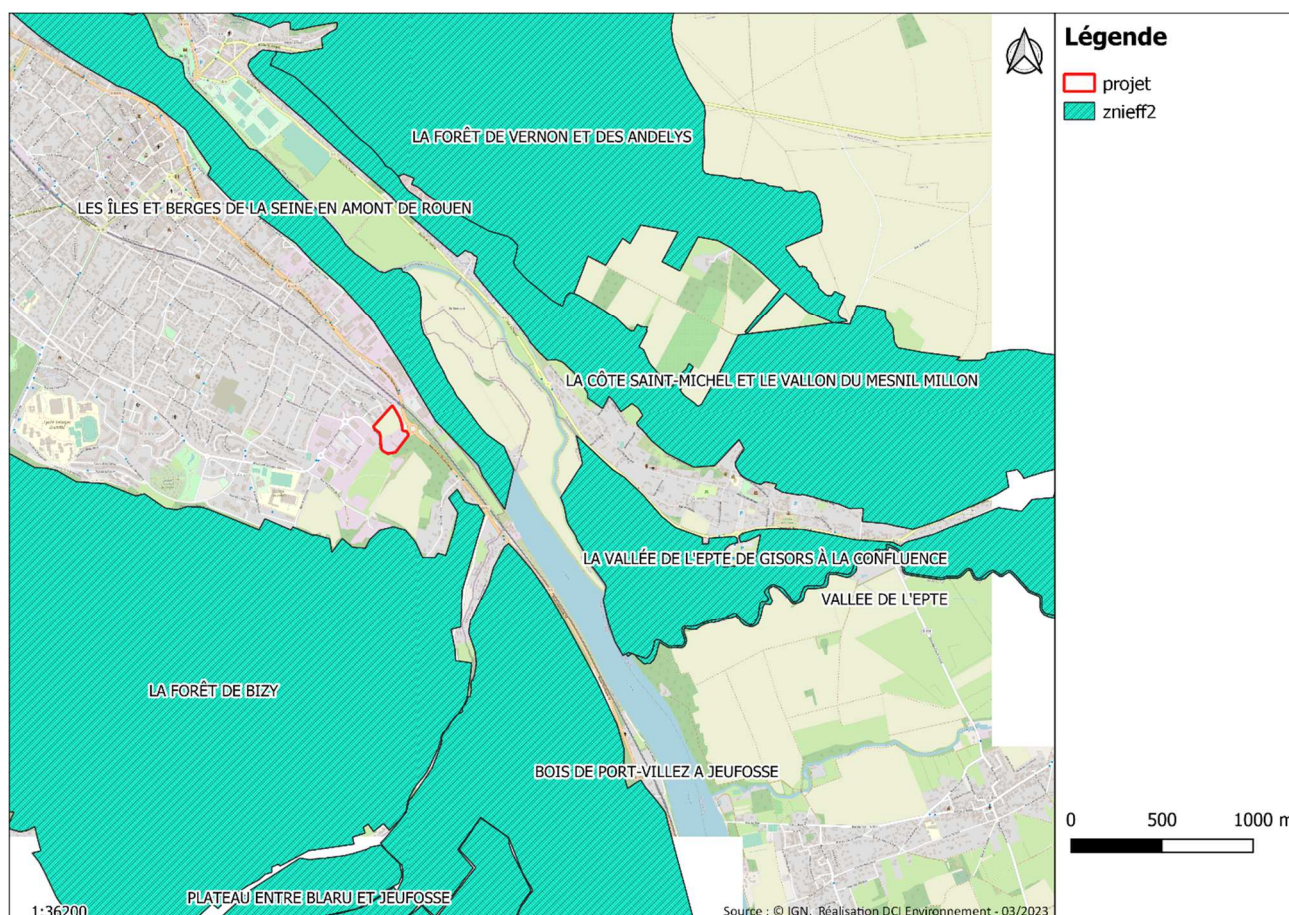 Légende
projet
znieff2
LA FORÊT DE VERNON ET DES ANDELYS
LES ÎLES ET BERGES DE LA SEINE EN AMONT DE ROUEN
LA CÔTE SAINT-MICHEL ET LE VALLON DU MESNIL MILLON
LA VALLÉE DE L'EPTE DE GISORS À LA CONFLUENCE
VALLEE DE L'EPTE
LA FORÊT DE BIZY
BOIS DE PORT-VILLEZ A JEUFOSSE
PLATEAU ENTRE BLARU ET JEUFOSSE
0 500 1000 m
1:36200
Source : © IGN, Réalisation DCI Environnement - 03/2023